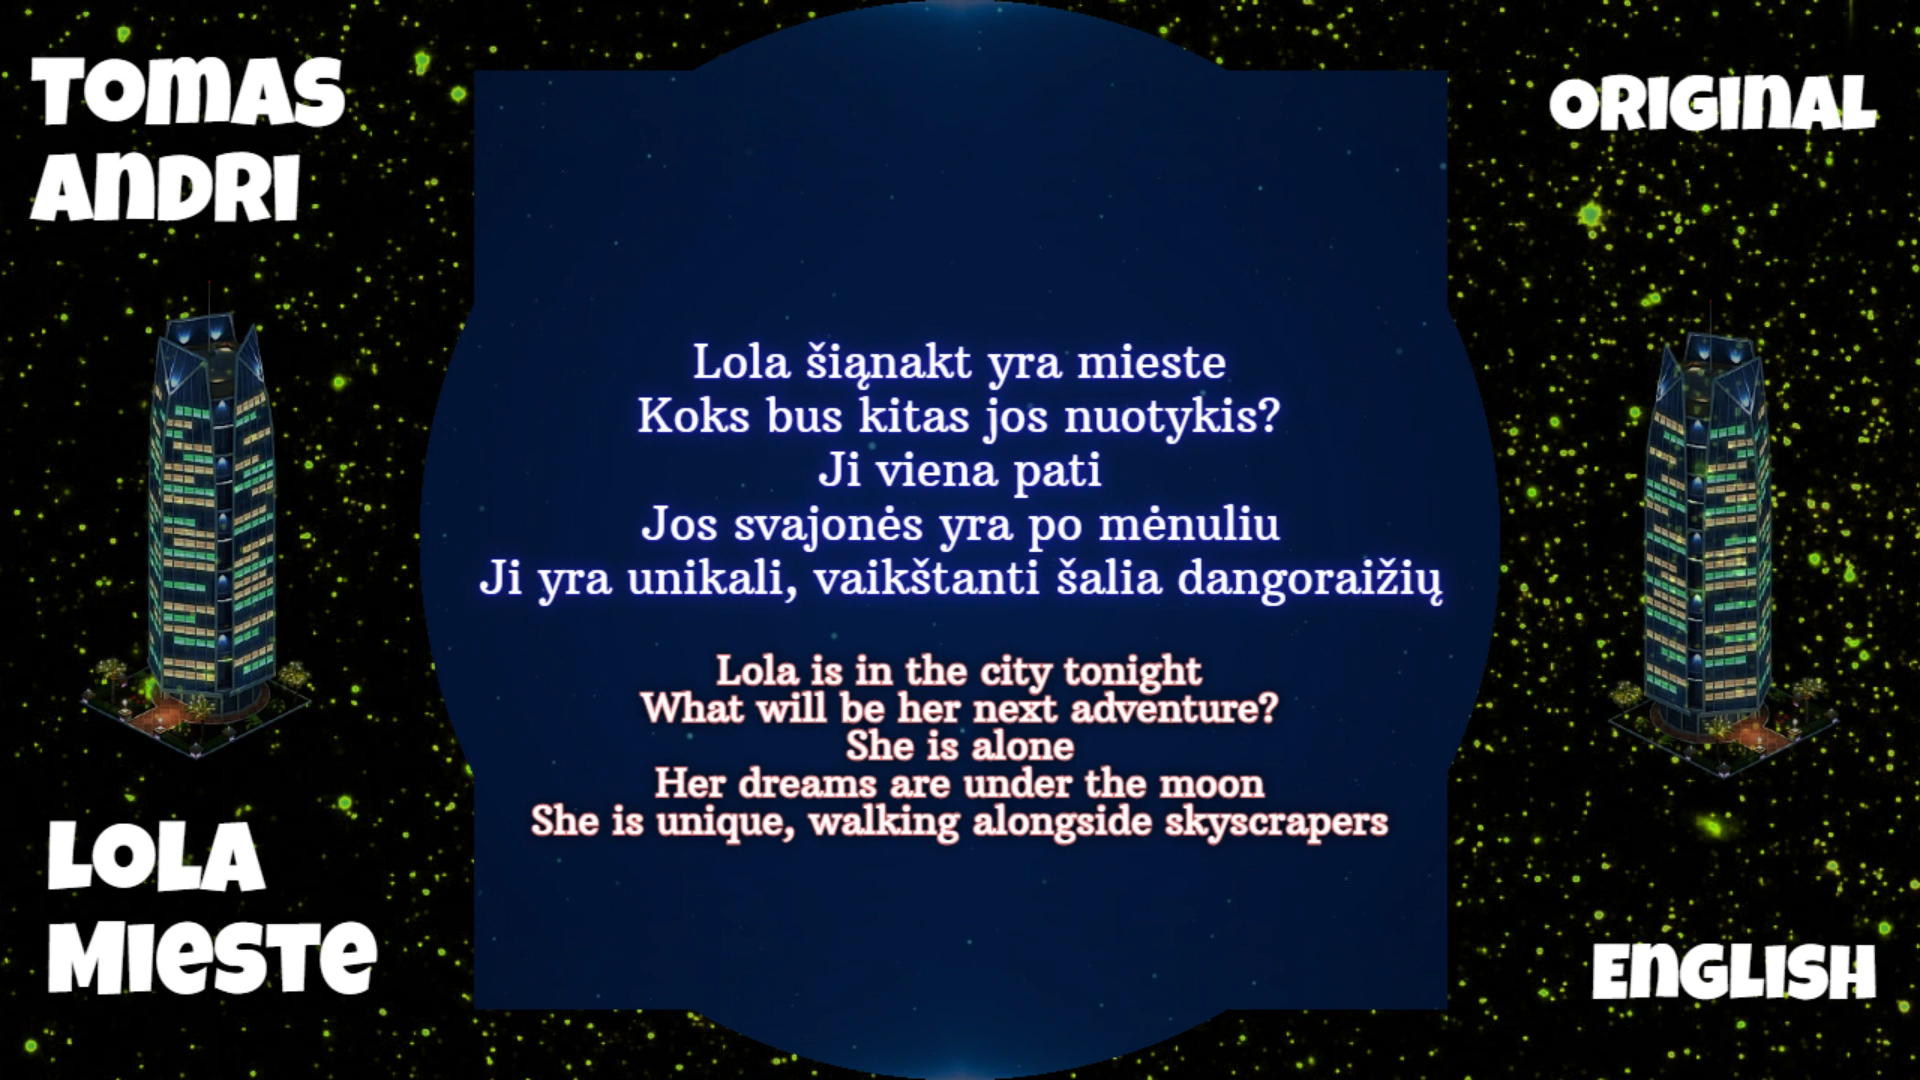 TOMAS
ANDRI
ORIGINAL
Lola šiąnakt yra mieste
Koks bus kitas jos nuotykis?
Ji viena pati
Jos svajonės yra po mėnuliu
Ji yra unikali, vaikštanti šalia dangoraižių
Lola is in the city tonight
What will be her next adventure?
She is alone
Her dreams are under the moon
She is unique, walking alongside skyscrapers
LOLA
MIESTE
ENGLISH